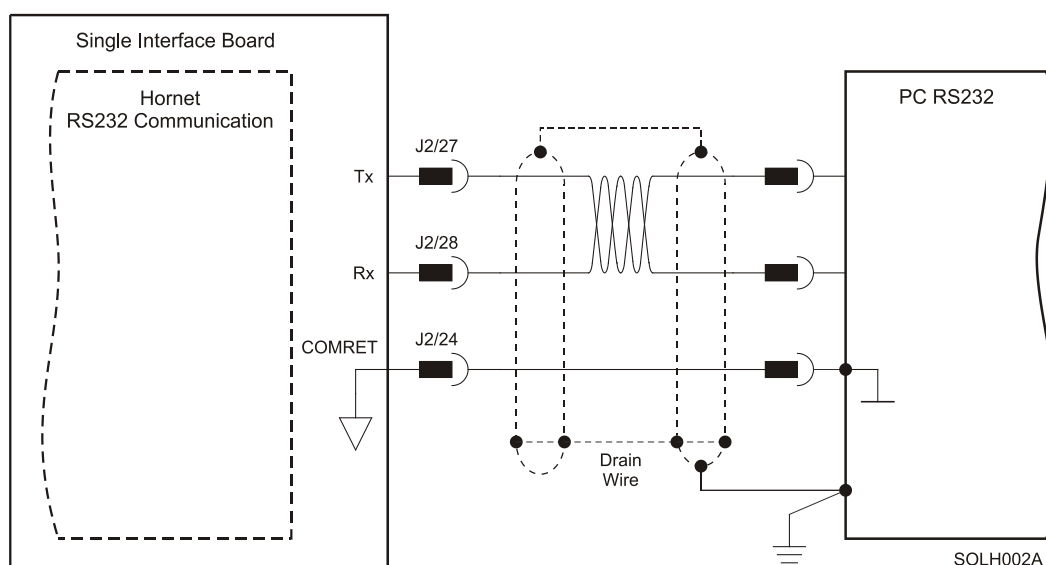 Single Interface Board
Hornet
RS232 Communication
PC RS232
J2/27
Tx
J2/28
Rx
J2/24
COMRET
Drain
Wire
SOLH002A